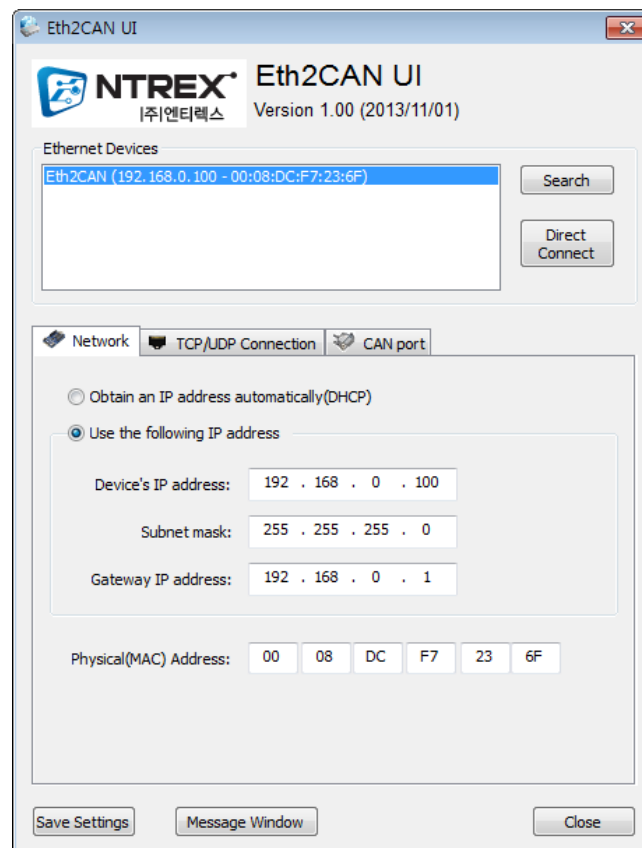 Eth2CAN UI
NTREX
|주|엔티렉스
Eth2CAN UI
Version 1.00 (2013/11/01)
Ethernet Devices
Eth2CAN (192.168.0.100 - 00:08:DC:F7:23:6F)
Search
Direct
Connect
Network
TCP/UDP Connection
CAN port
Obtain an IP address automatically(DHCP)
Use the following IP address
Device's IP address: 192 . 168 . 0 . 100
Subnet mask: 255 . 255 . 255 . 0
Gateway IP address: 192 . 168 . 0 . 1
Physical(MAC) Address: 00 08 DC F7 23 6F
Save Settings
Message Window
Close